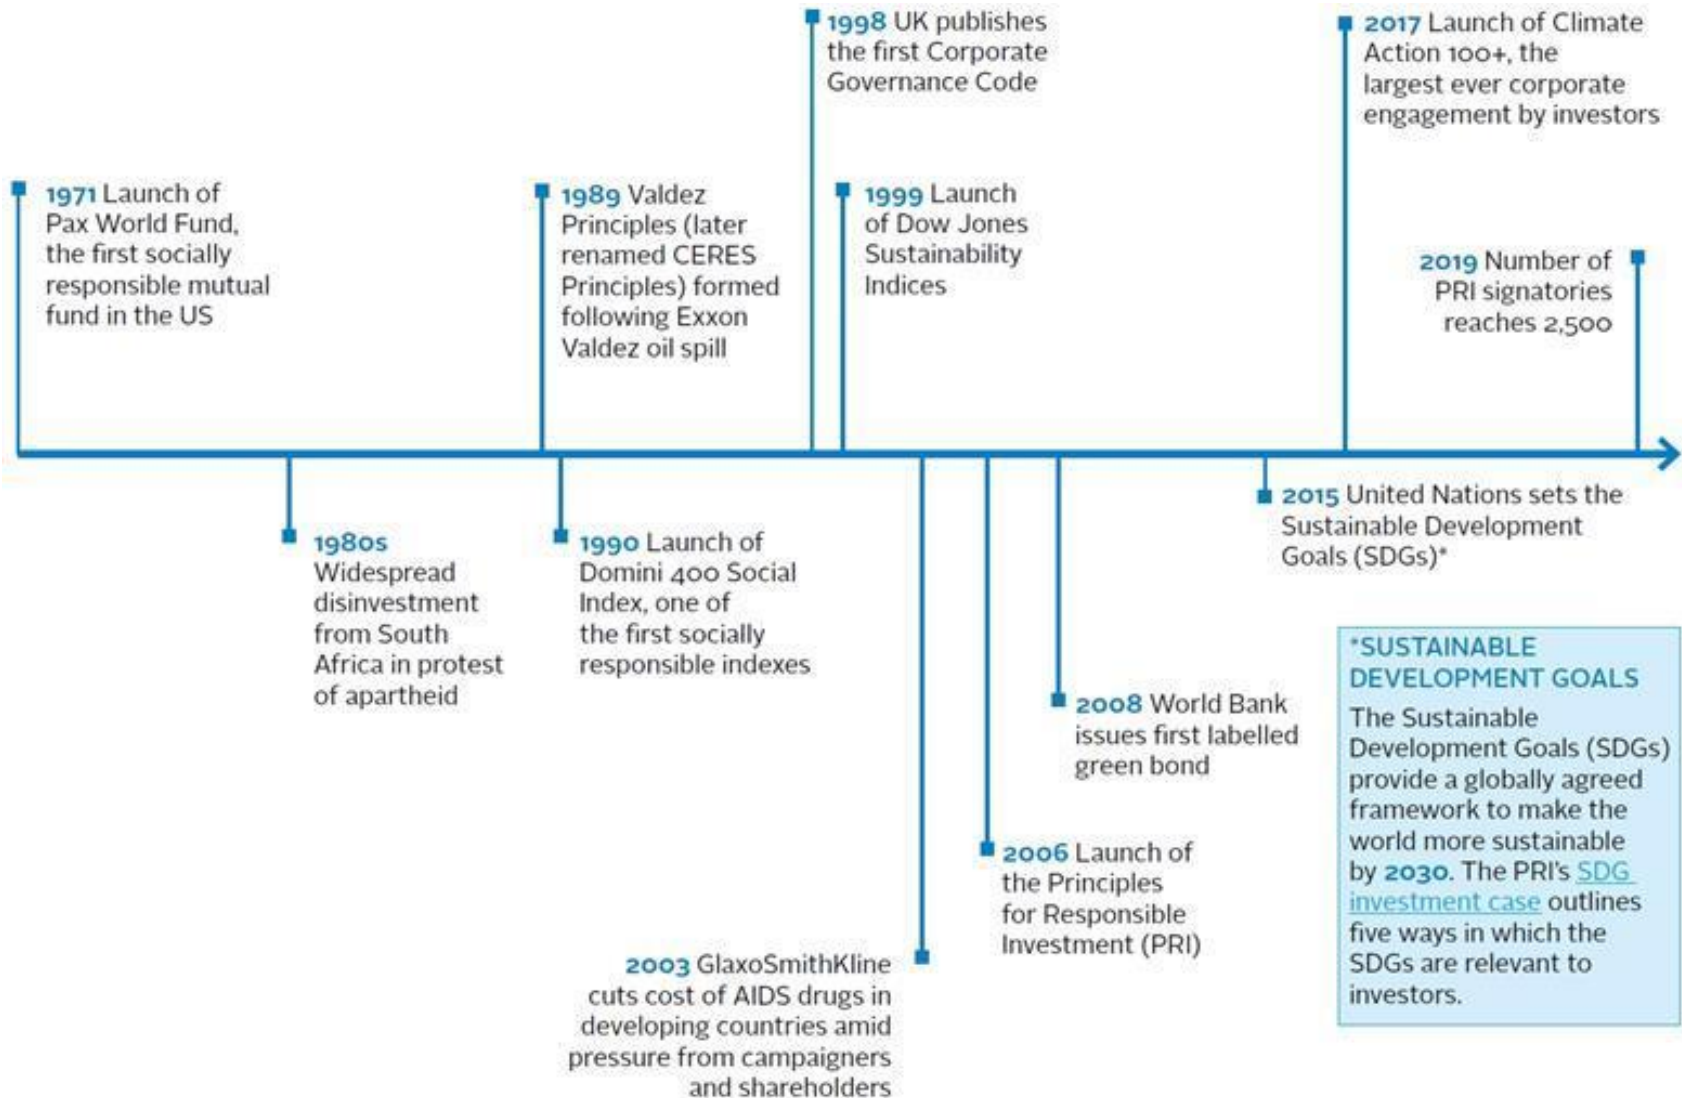 1998 UK publishes
the first Corporate
Governance Code
2017 Launch of Climate
Action 100+, the
largest ever corporate
engagement by investors
1971 Launch of
Pax World Fund,
the first socially
responsible mutual
fund in the US
1989 Valdez
Principles (later
renamed CERES
Principles) formed
following Exxon
Valdez oil spill
1999 Launch
of Dow Jones
Sustainability
Indices
2019 Number of
PRI signatories
reaches 2,500
1980s
Widespread
disinvestment
from South
Africa in protest
of apartheid
1990 Launch of
Domini 400 Social
Index, one of
the first socially
responsible indexes
2015 United Nations sets the
Sustainable Development
Goals (SDGs)*
2008 World Bank
issues first labelled
green bond
2006 Launch of
the Principles
for Responsible
Investment (PRI)
2003 GlaxoSmithKline
cuts cost of AIDS drugs in
developing countries amid
pressure from campaigners
and shareholders
*SUSTAINABLE
DEVELOPMENT GOALS
The Sustainable
Development Goals (SDGs)
provide a globally agreed
framework to make the
world more sustainable
by 2030. The PRI's SDG
investment case outlines
five ways in which the
SDGs are relevant to
investors.